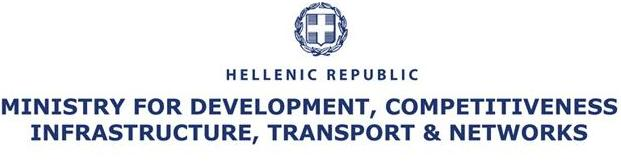 HELLENIC REPUBLIC
MINISTRY FOR DEVELOPMENT, COMPETITIVENESS
INFRASTRUCTURE, TRANSPORT & NETWORKS